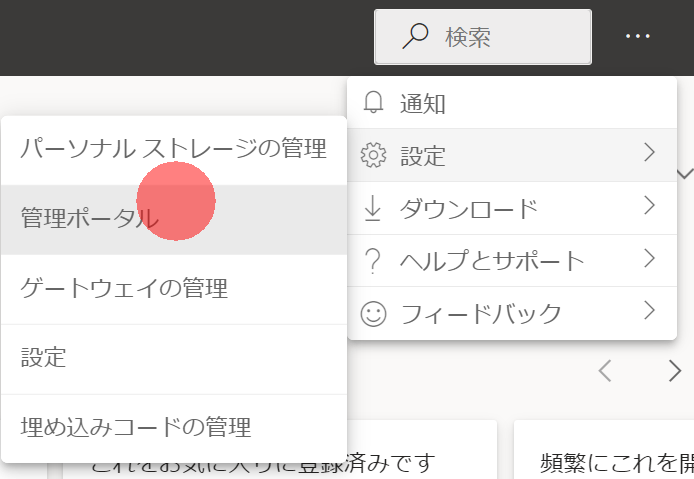 検索
通知
設定
ダウンロード
ヘルプとサポート
フィードバック
パーソナル ストレージの管理
管理ポータル
ゲートウェイの管理
設定
埋め込みコードの管理
これをお気に入りに登録済みです
頻繁にこれを開